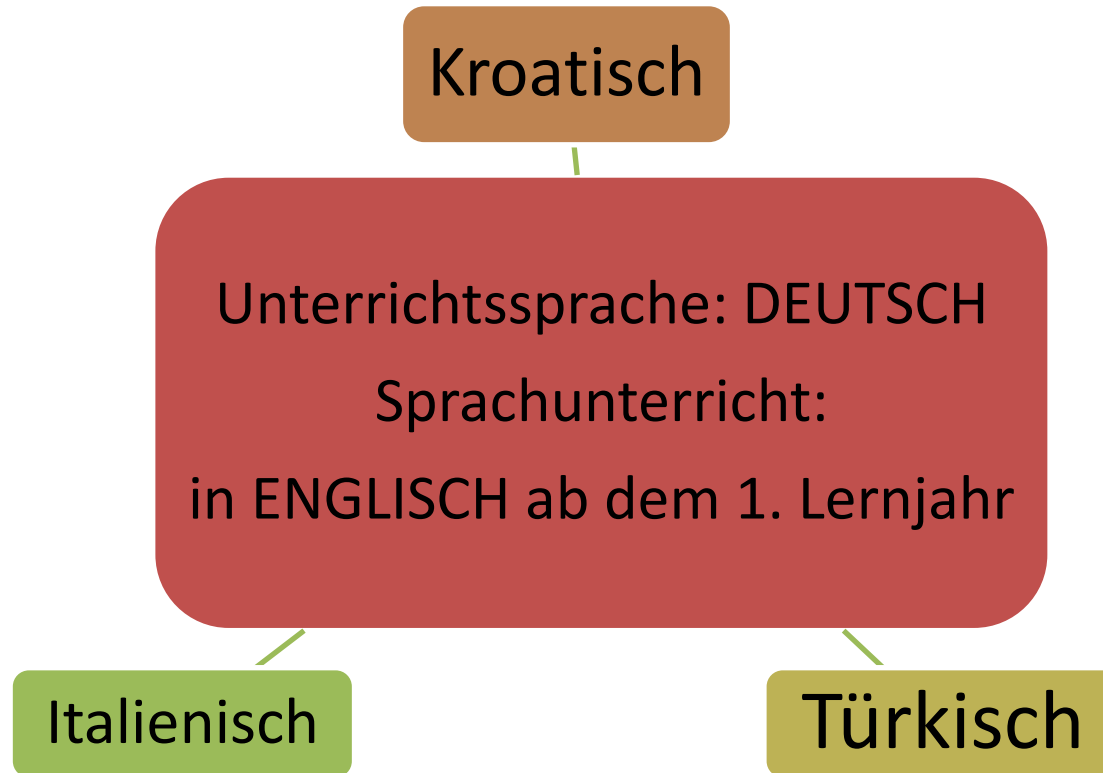 Kroatisch
Unterrichtssprache: DEUTSCH
Sprachunterricht:
in ENGLISCH ab dem 1. Lernjahr
Italienisch
Türkisch